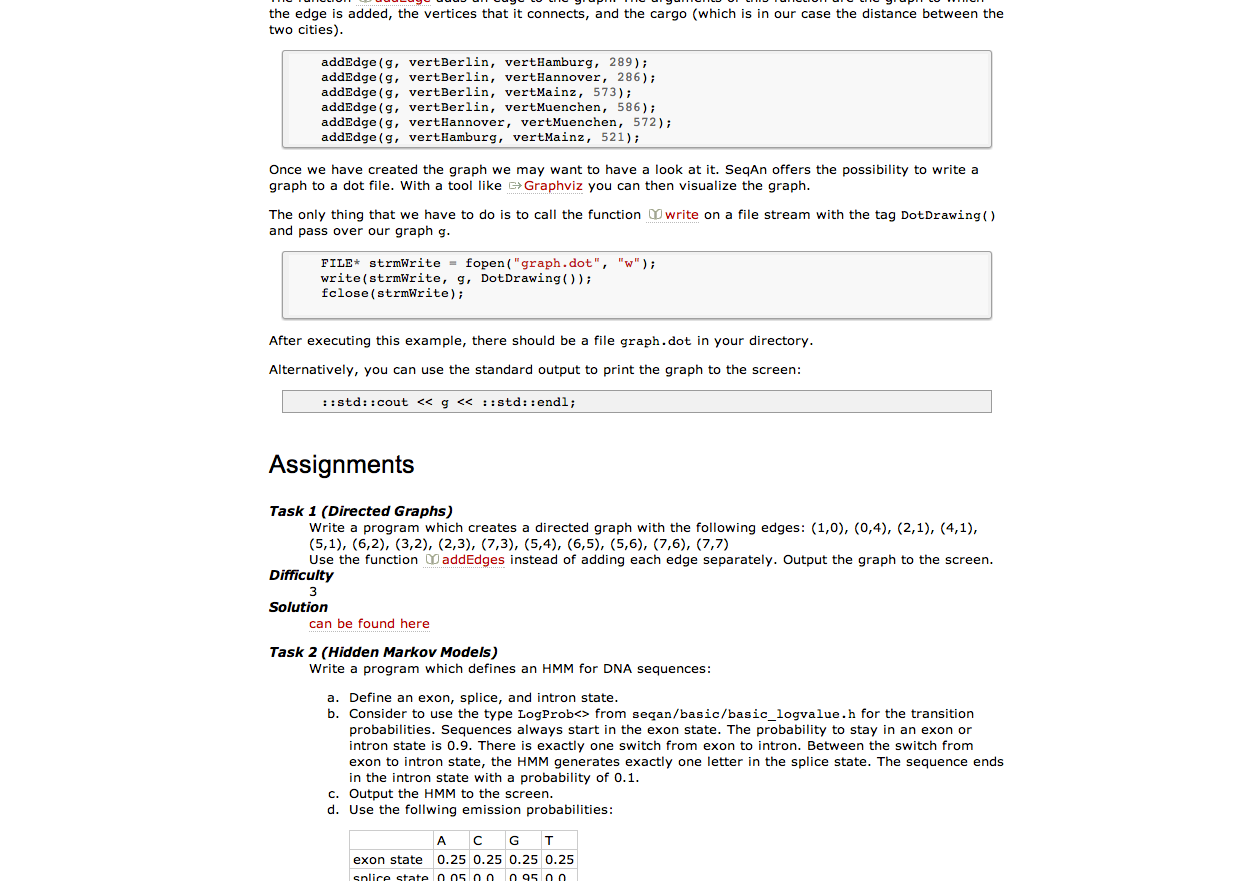 the edge is added, the vertices that it connects, and the cargo (which is in our case the distance between the
two cities).
addEdge(g, vertBerlin, vertHamburg, 289);
addEdge(g, vertBerlin, vertHannover, 286);
addEdge(g, vertBerlin, vertMainz, 573);
addEdge(g, vertBerlin, vertMuenchen, 586);
addEdge(g, vertHannover, vertMuenchen, 572);
addEdge(g, vertHamburg, vertMainz, 521);
Once we have created the graph we may want to have a look at it. SeqAn offers the possibility to write a
graph to a dot file. With a tool like Graphviz you can then visualize the graph.
The only thing that we have to do is to call the function write on a file stream with the tag DotDrawing()
and pass over our graph g.
FILE* strmWrite = fopen("graph.dot", "w");
write(strmWrite, g, DotDrawing());
fclose(strmWrite);
After executing this example, there should be a file graph.dot in your directory.
Alternatively, you can use the standard output to print the graph to the screen:
::std::cout << g << ::std::endl;
Assignments
Task 1 (Directed Graphs)
Write a program which creates a directed graph with the following edges: (1,0), (0,4), (2,1), (4,1),
(5,1), (6,2), (3,2), (2,3), (7,3), (5,4), (6,5), (5,6), (7,6), (7,7)
Use the function addEdges instead of adding each edge separately. Output the graph to the screen.
Difficulty
3
Solution
can be found here
Task 2 (Hidden Markov Models)
Write a program which defines an HMM for DNA sequences:
a. Define an exon, splice, and intron state.
b. Consider to use the type LogProb<> from seqan/basic/basic_logvalue.h for the transition
probabilities. Sequences always start in the exon state. The probability to stay in an exon or
intron state is 0.9. There is exactly one switch from exon to intron. Between the switch from
exon to intron state, the HMM generates exactly one letter in the splice state. The sequence ends
in the intron state with a probability of 0.1.
c. Output the HMM to the screen.
d. Use the follwing emission probabilities:
A C G T
exon state 0.25 0.25 0.25 0.25
splice state 0.05 0.0 0.95 0.0